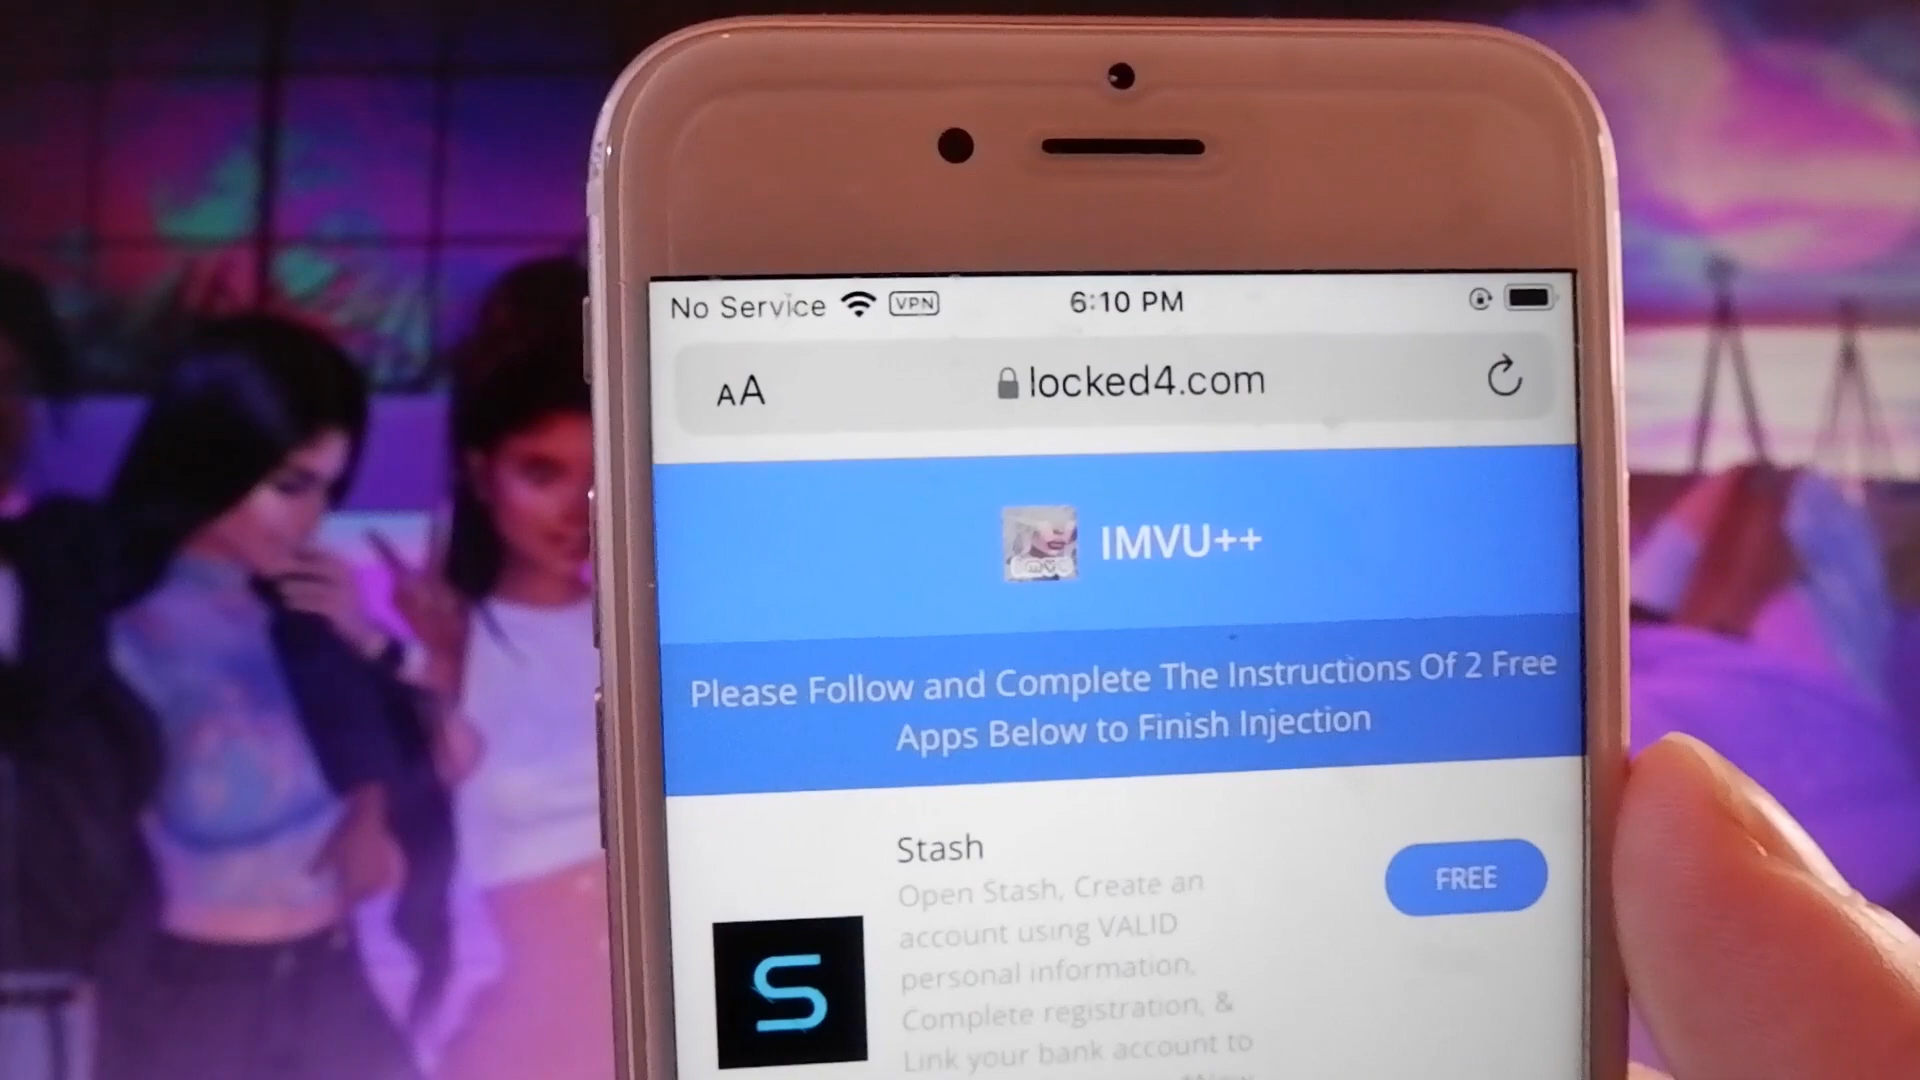 No Service VPN 6:10 PM
AA locked4.com
IMVU++
Please Follow and Complete The Instructions Of 2 Free
Apps Below to Finish Injection
Stash
FREE
Open Stash, Create an
account using VALID
personal information,
Complete registration, &
Link your bank account to